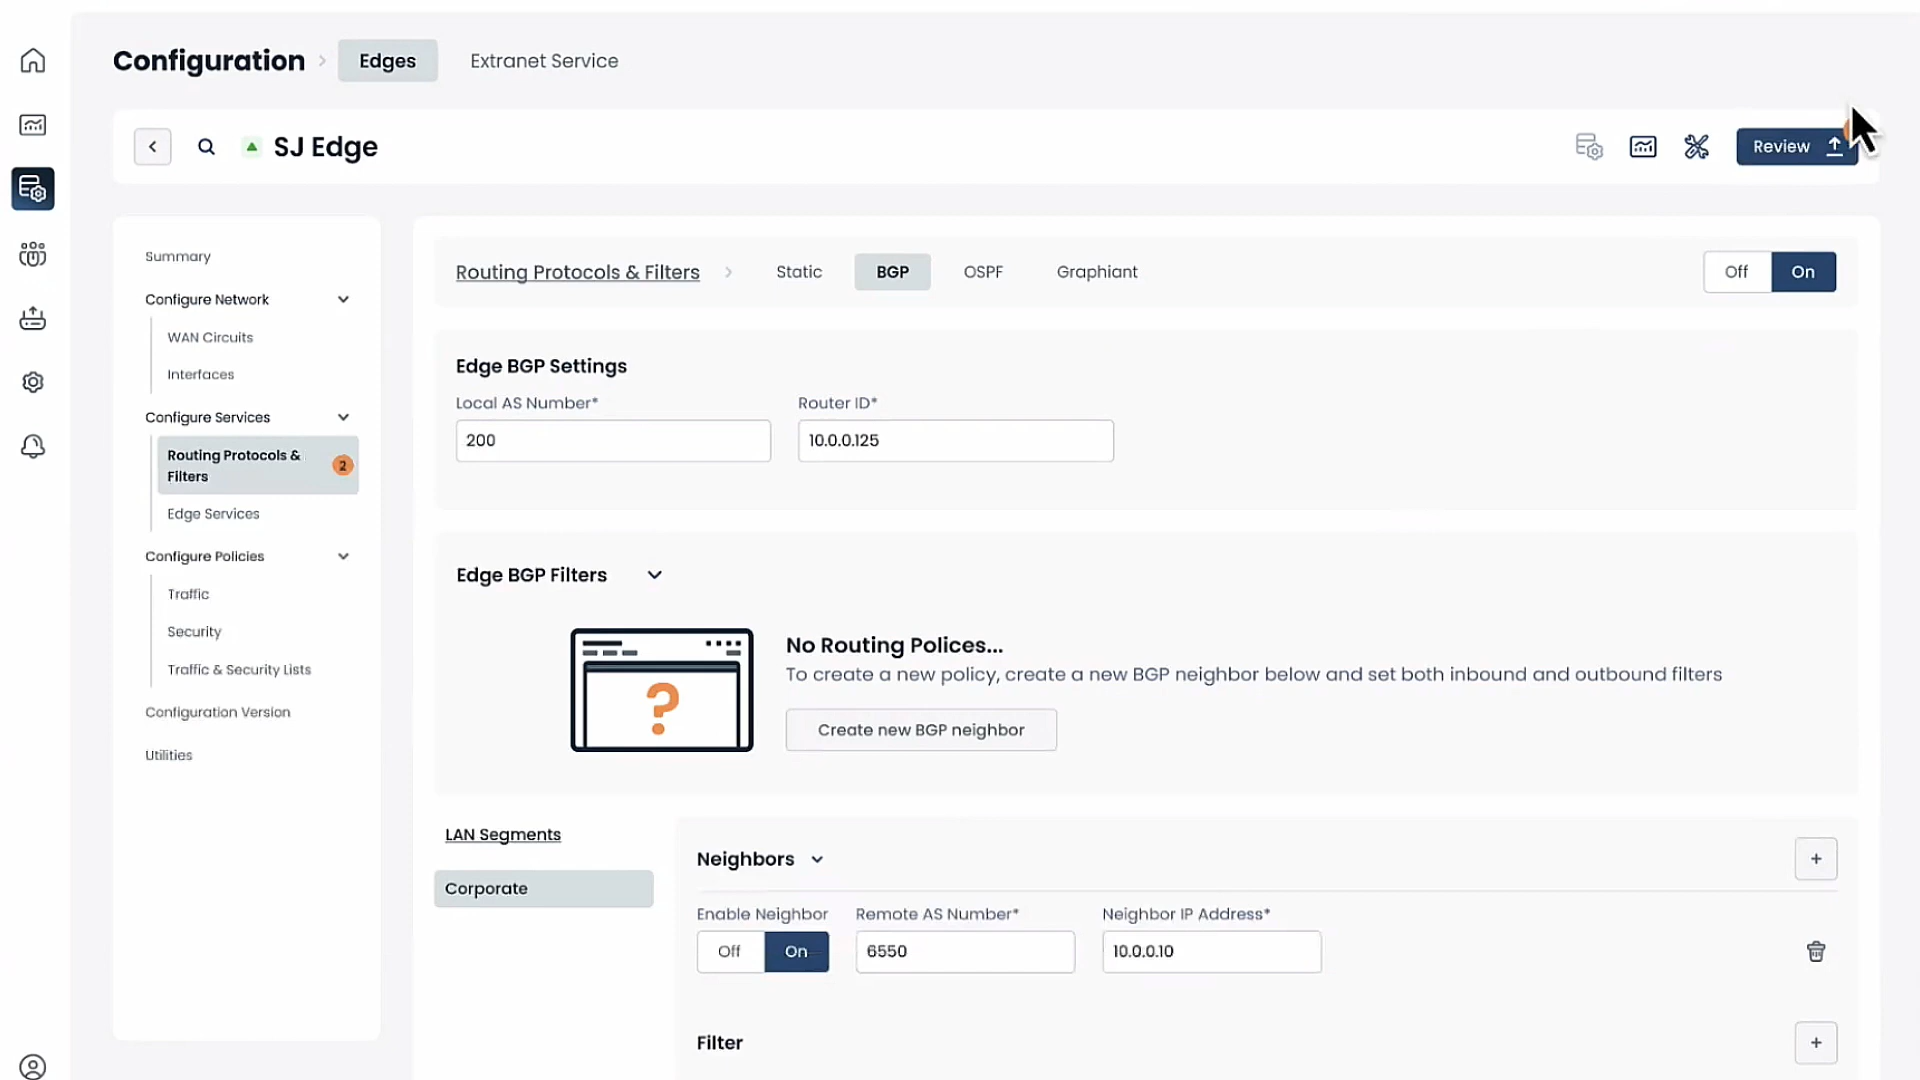 Configuration
Edges
Extranet Service
SJ Edge
Review
Summary
Configure Network
WAN Circuits
Interfaces
Configure Services
Routing Protocols &
Filters
2
Edge Services
Configure Policies
Traffic
Security
Traffic & Security Lists
Configuration Version
Utilities
Routing Protocols & Filters
Static
BGP
OSPF
Graphiant
Off
On
Edge BGP Settings
Local AS Number*
Router ID*
200
10.0.0.125
Edge BGP Filters
?
No Routing Polices...
To create a new policy, create a new BGP neighbor below and set both inbound and outbound filters
Create new BGP neighbor
LAN Segments
Corporate
Neighbors
+
Enable Neighbor
Remote AS Number*
Neighbor IP Address*
Off
On
6550
10.0.0.10
Filter
+